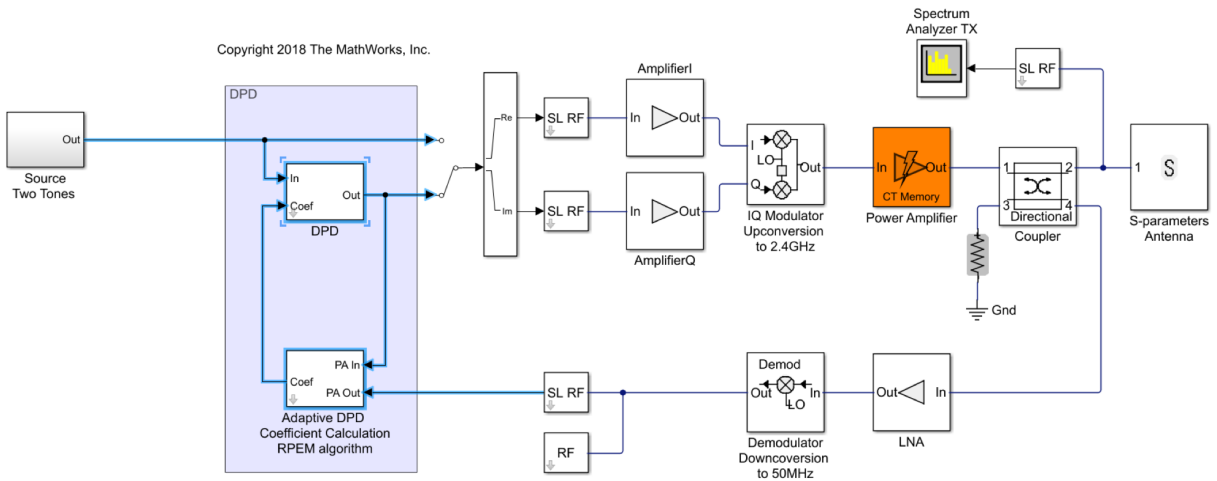 Spectrum
Analyzer TX
SL RF
Copyright 2018 The MathWorks, Inc.
DPD
Out
Source
Two Tones
In
Coef
Out
DPD
Re
Im
SL RF
SL RF
AmplifierI
In
Out
In
Out
AmplifierQ
I
LO
Q
Out
IQ Modulator
Upconversion
to 2.4GHz
In
Out
CT Memory
Power Amplifier
1
2
3
4
Directional
Coupler
1
S
S-parameters
Antenna
Gnd
PA In
Coef
PA Out
Adaptive DPD
Coefficient Calculation
RPEM algorithm
SL RF
RF
Demod
Out
In
LO
Demodulator
Downcoversion
to 50MHz
Out
In
LNA